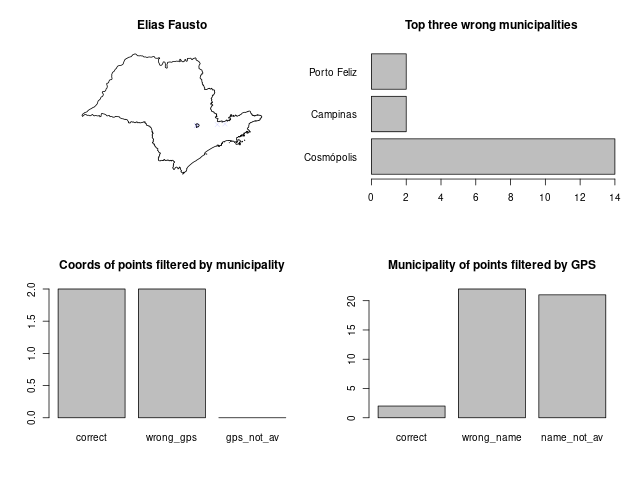 Elias Fausto
Top three wrong municipalities
Porto Feliz
Campinas
Cosmópolis
0 2 4 6 8 10 12 14
Coords of points filtered by municipality
2.0
1.5
1.0
0.5
0.0
correct wrong_gps gps_not_av
Municipality of points filtered by GPS
20
15
10
5
0
correct wrong_name name_not_av